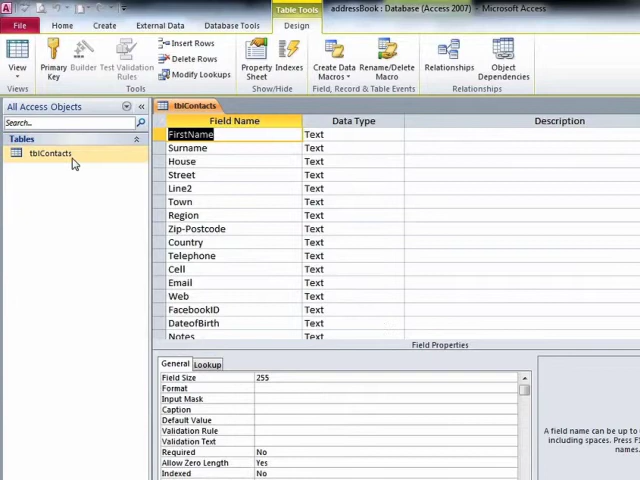 Table Tools
addressBook : Database (Access 2007) - Microsoft Access
File Home Create External Data Database Tools Design
View
Primary Key
Builder
Test Validation Rules
Insert Rows
Delete Rows
Modify Lookups
Property Sheet
Indexes
Create Data Macros
Rename/Delete Macro
Relationships
Object Dependencies
Views
Tools
Show/Hide
Field, Record & Table Events
Relationships
All Access Objects
Search...
Tables
tblContacts
tblContacts
Field Name Data Type Description
FirstName Text
Surname Text
House Text
Street Text
Line2 Text
Town Text
Region Text
Zip-Postcode Text
Country Text
Telephone Text
Cell Text
Email Text
Web Text
FacebookID Text
DateofBirth Text
Notes Text
Field Properties
General Lookup
Field Size 255
Format
Input Mask
Caption
Default Value
Validation Rule
Validation Text
Required No
Allow Zero Length Yes
Indexed No
A field name can be up to
including spaces. Press F
names.